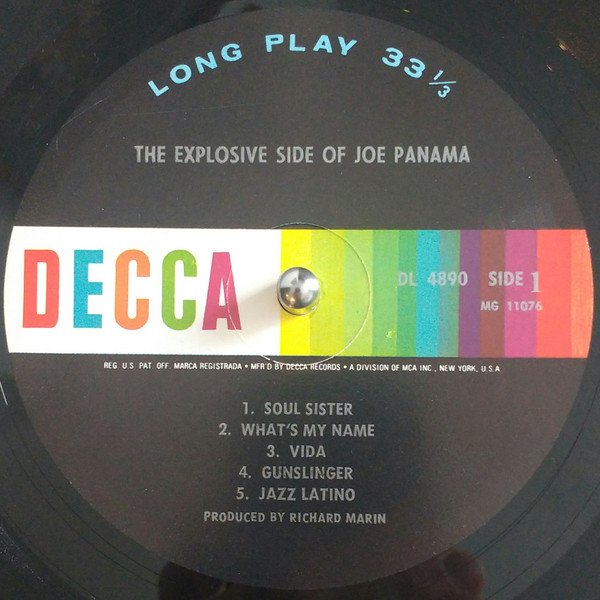 LONG PLAY 33 1/3
THE EXPLOSIVE SIDE OF JOE PANAMA
DECCA
DL 4890 SIDE 1
MG 11076
REG. U.S. PAT. OFF. MARCA REGISTRADA • MFR'D BY DECCA RECORDS • A DIVISION OF MCA INC., NEW YORK, U.S.A
1. SOUL SISTER
2. WHAT'S MY NAME
3. VIDA
4. GUNSLINGER
5. JAZZ LATINO
PRODUCED BY RICHARD MARIN